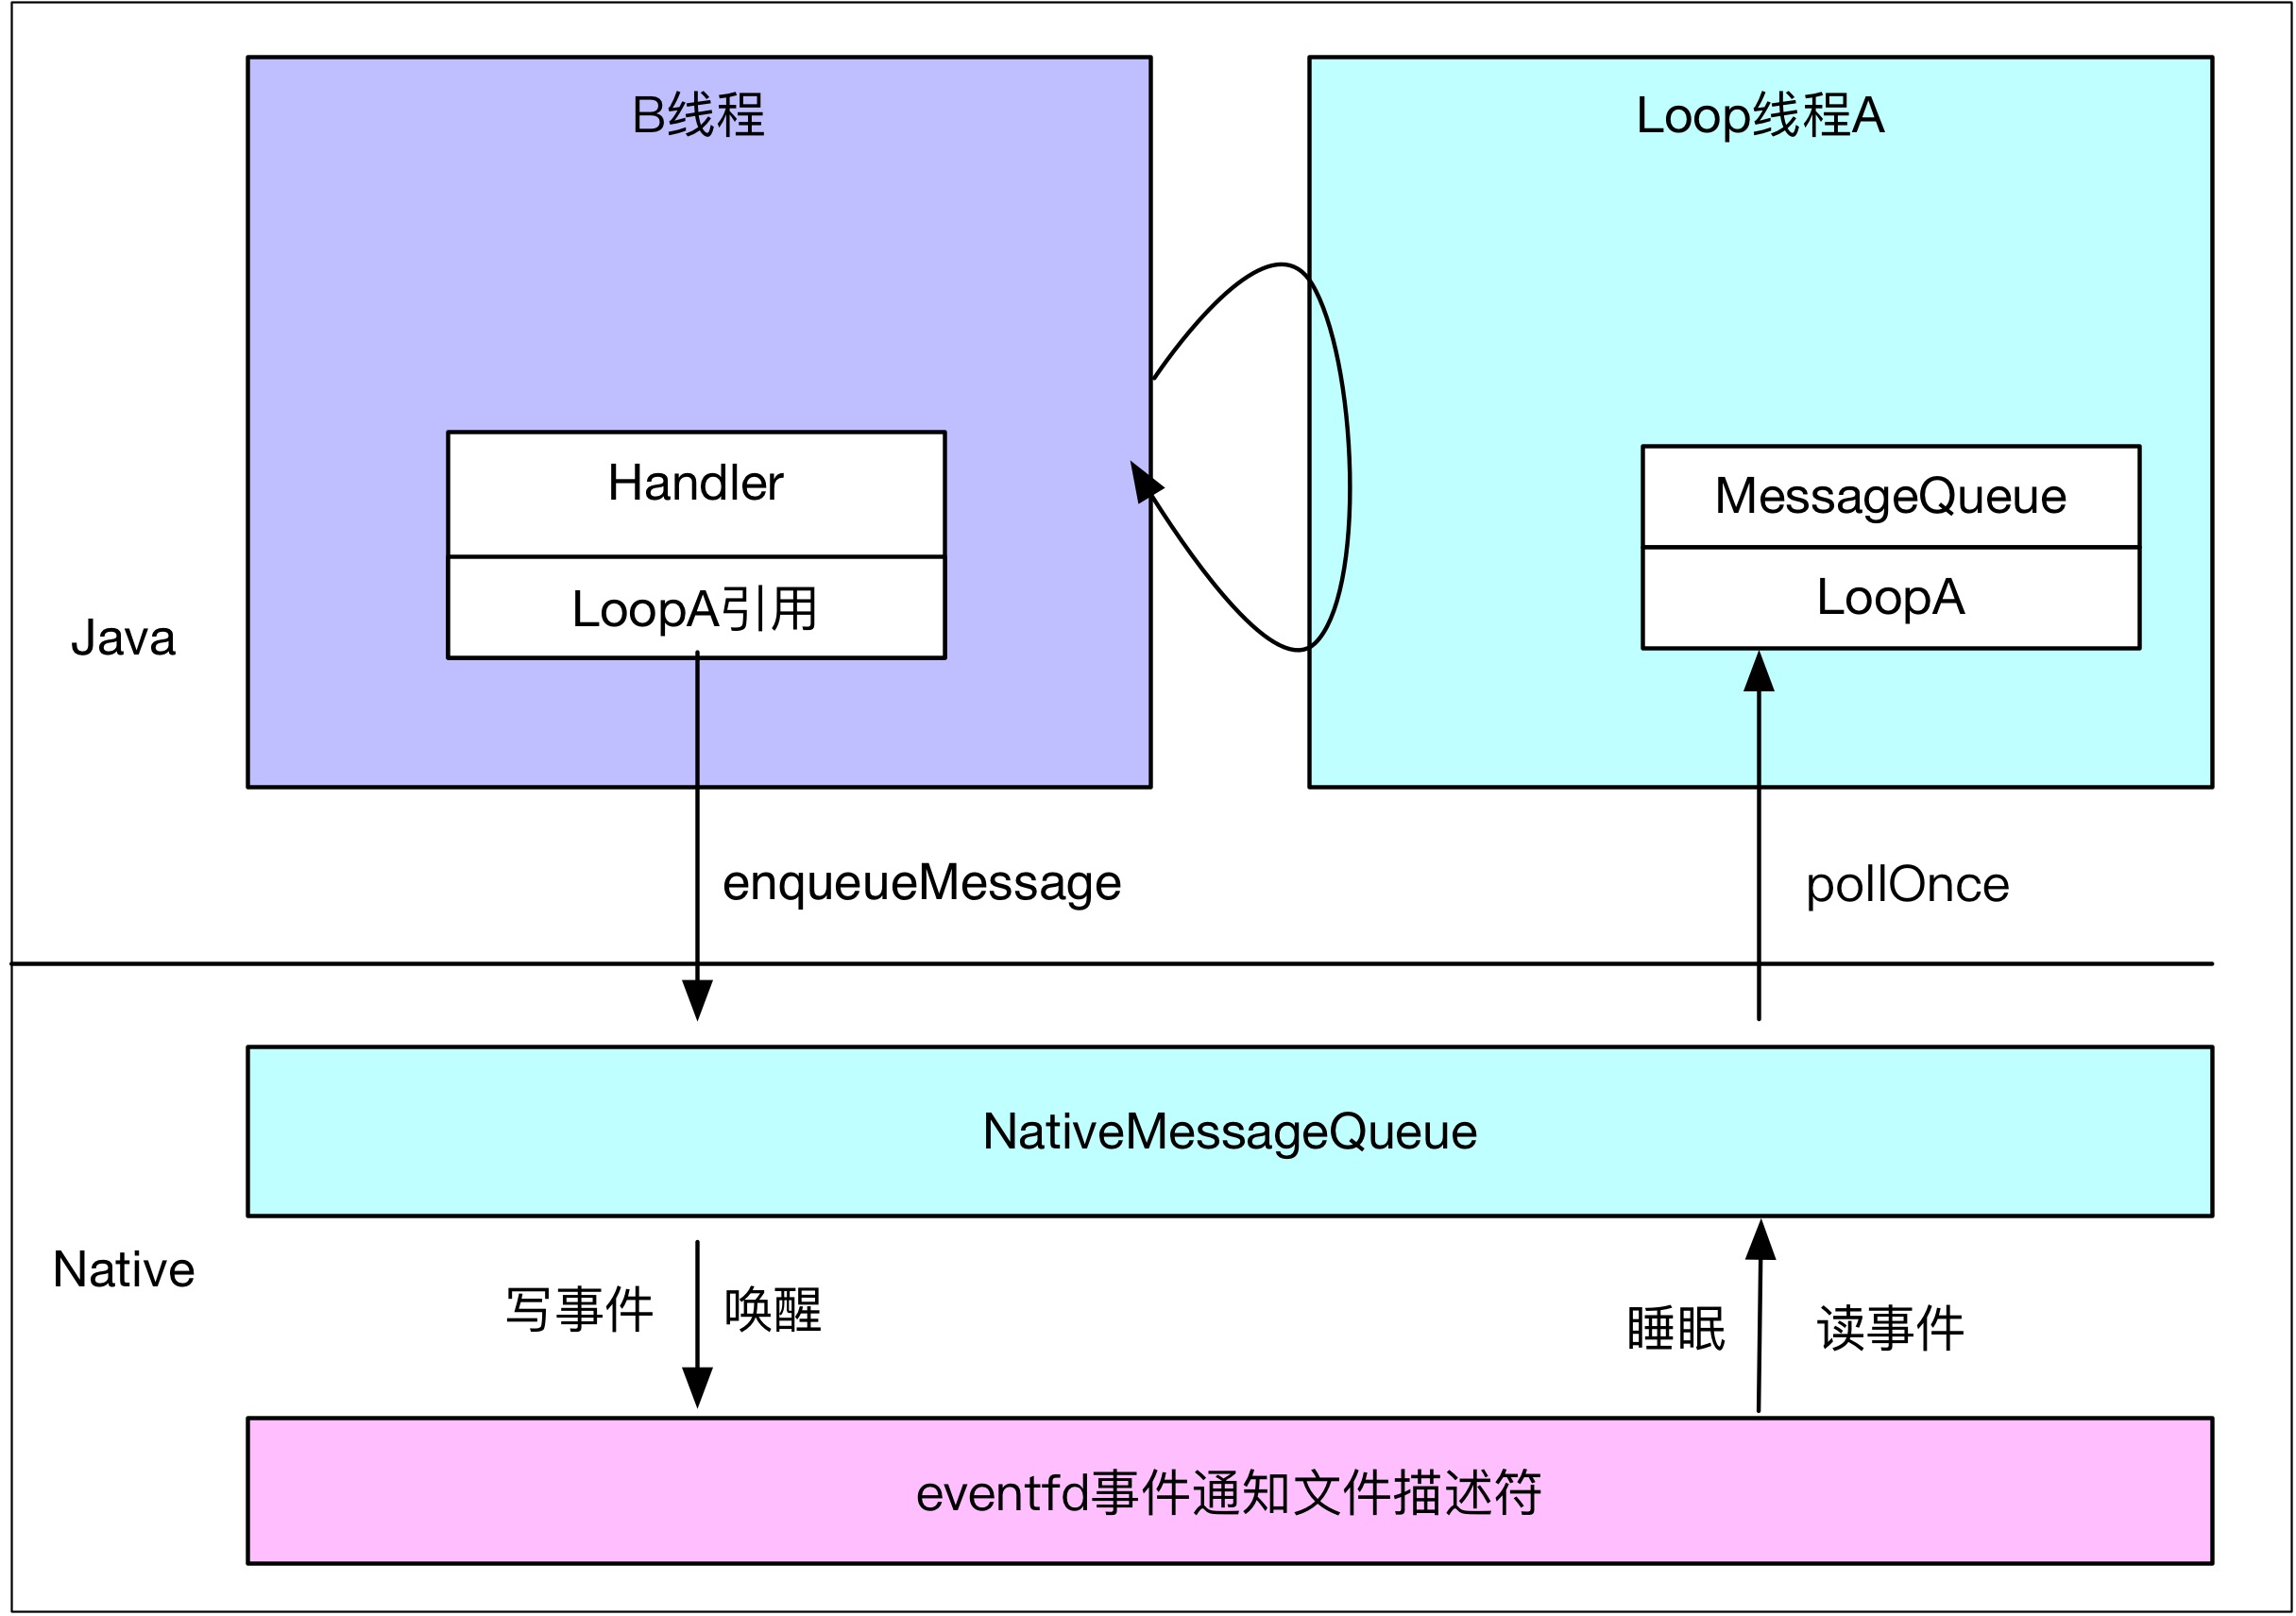 B线程
Loop线程A
Handler
LoopA引用
MessageQueue
LoopA
Java
enqueueMessage
pollOnce
NativeMessageQueue
Native
写事件 唤醒
睡眠 读事件
eventfd事件通知文件描述符